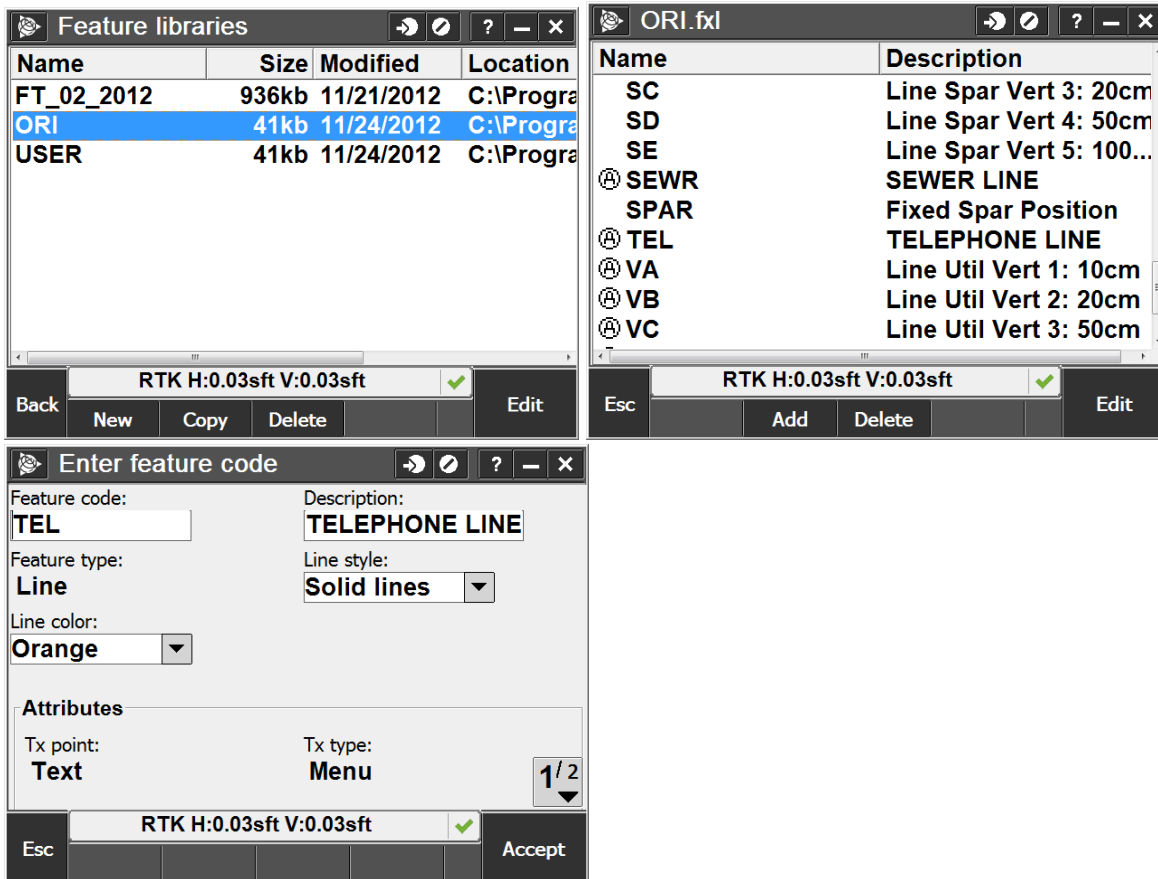 Feature libraries ? – ×
Name Size Modified Location
FT_02_2012 936kb 11/21/2012 C:\Progra
ORI 41kb 11/24/2012 C:\Progra
USER 41kb 11/24/2012 C:\Progra
RTK H:0.03sft V:0.03sft
Back New Copy Delete Edit
ORI.fxl ? – ×
Name Description
SC Line Spar Vert 3: 20cm
SD Line Spar Vert 4: 50cm
SE Line Spar Vert 5: 100...
Ⓐ SEWR SEWER LINE
SPAR Fixed Spar Position
Ⓐ TEL TELEPHONE LINE
Ⓐ VA Line Util Vert 1: 10cm
Ⓐ VB Line Util Vert 2: 20cm
Ⓐ VC Line Util Vert 3: 50cm
RTK H:0.03sft V:0.03sft
Esc Add Delete Edit
Enter feature code ? – ×
Feature code: Description:
TEL TELEPHONE LINE
Feature type: Line style:
Line Solid lines
Line color:
Orange
Attributes
Tx point: Tx type:
Text Menu 1/2
RTK H:0.03sft V:0.03sft
Esc Accept